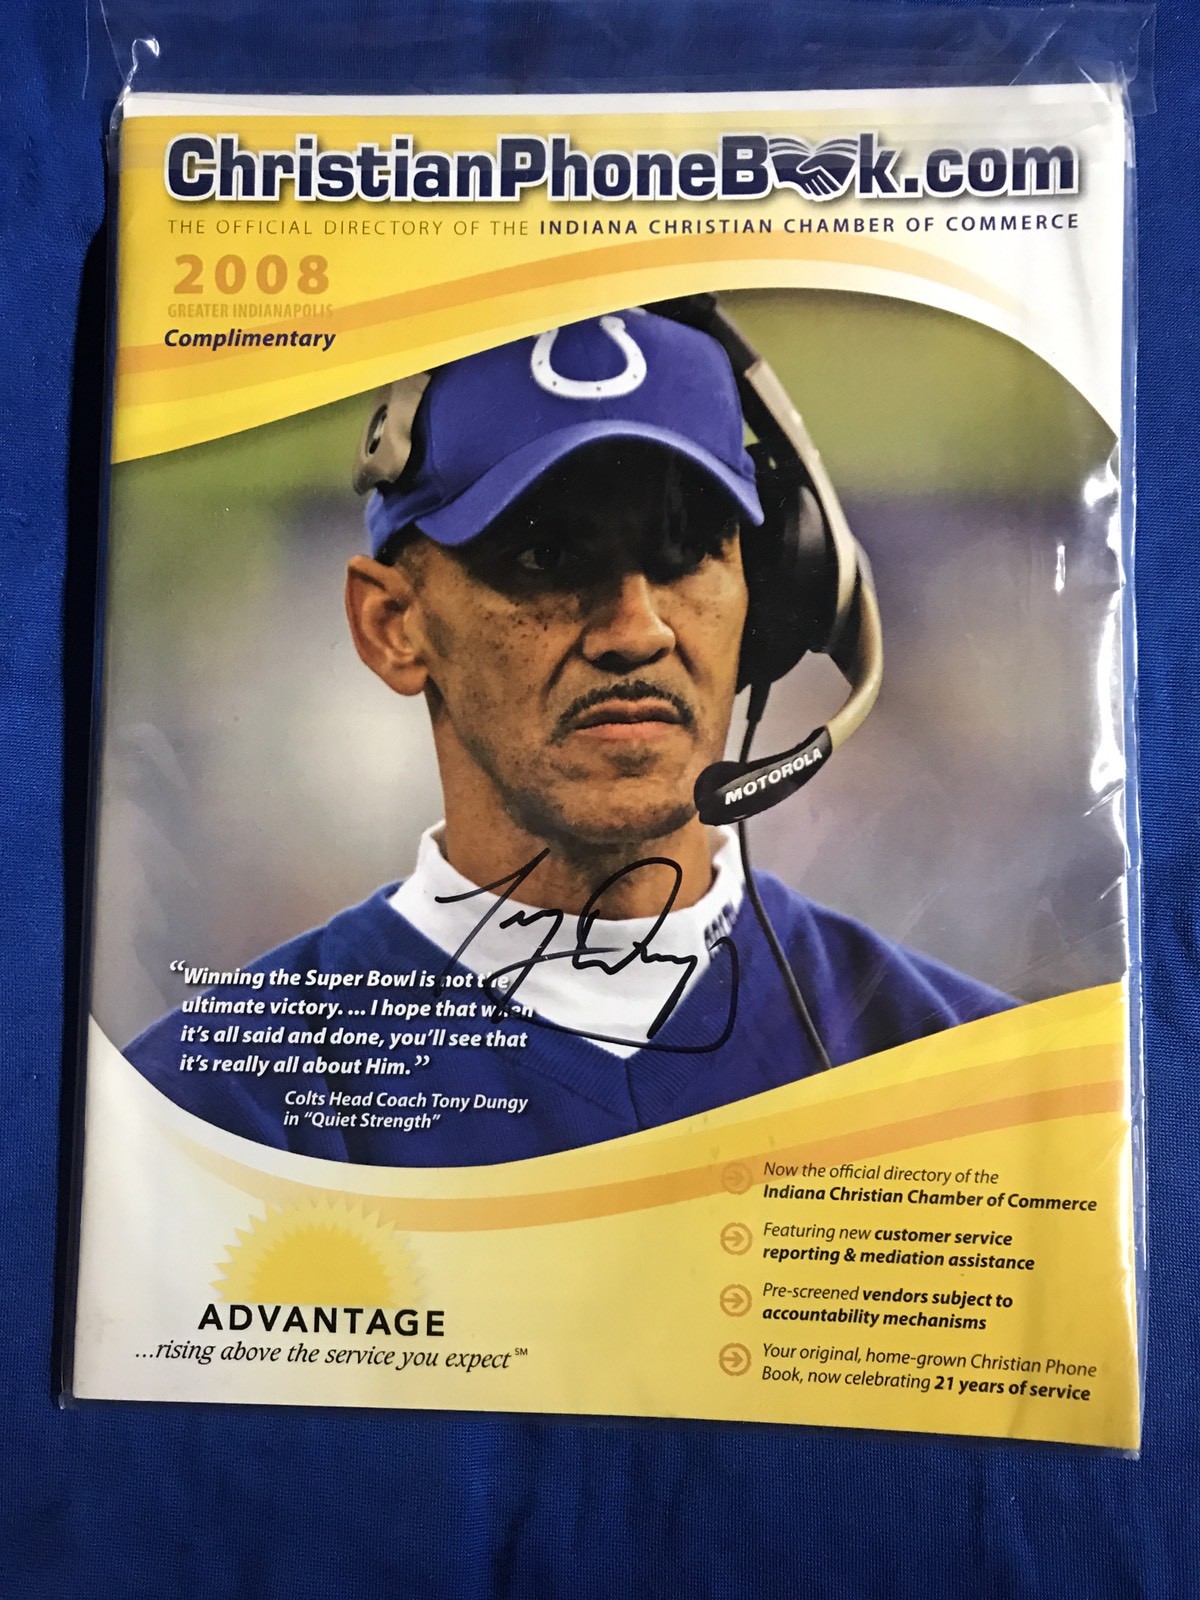 ChristianPhoneBook.com
THE OFFICIAL DIRECTORY OF THE INDIANA CHRISTIAN CHAMBER OF COMMERCE
2008
GREATER INDIANAPOLIS
Complimentary
MOTOROLA
Tony Dungy
“Winning the Super Bowl is not the
ultimate victory. ... I hope that when
it’s all said and done, you’ll see that
it’s really all about Him.”
Colts Head Coach Tony Dungy
in “Quiet Strength”
Now the official directory of the
Indiana Christian Chamber of Commerce
Featuring new customer service
reporting & mediation assistance
Pre-screened vendors subject to
accountability mechanisms
Your original, home-grown Christian Phone
Book, now celebrating 21 years of service
ADVANTAGE
...rising above the service you expect℠